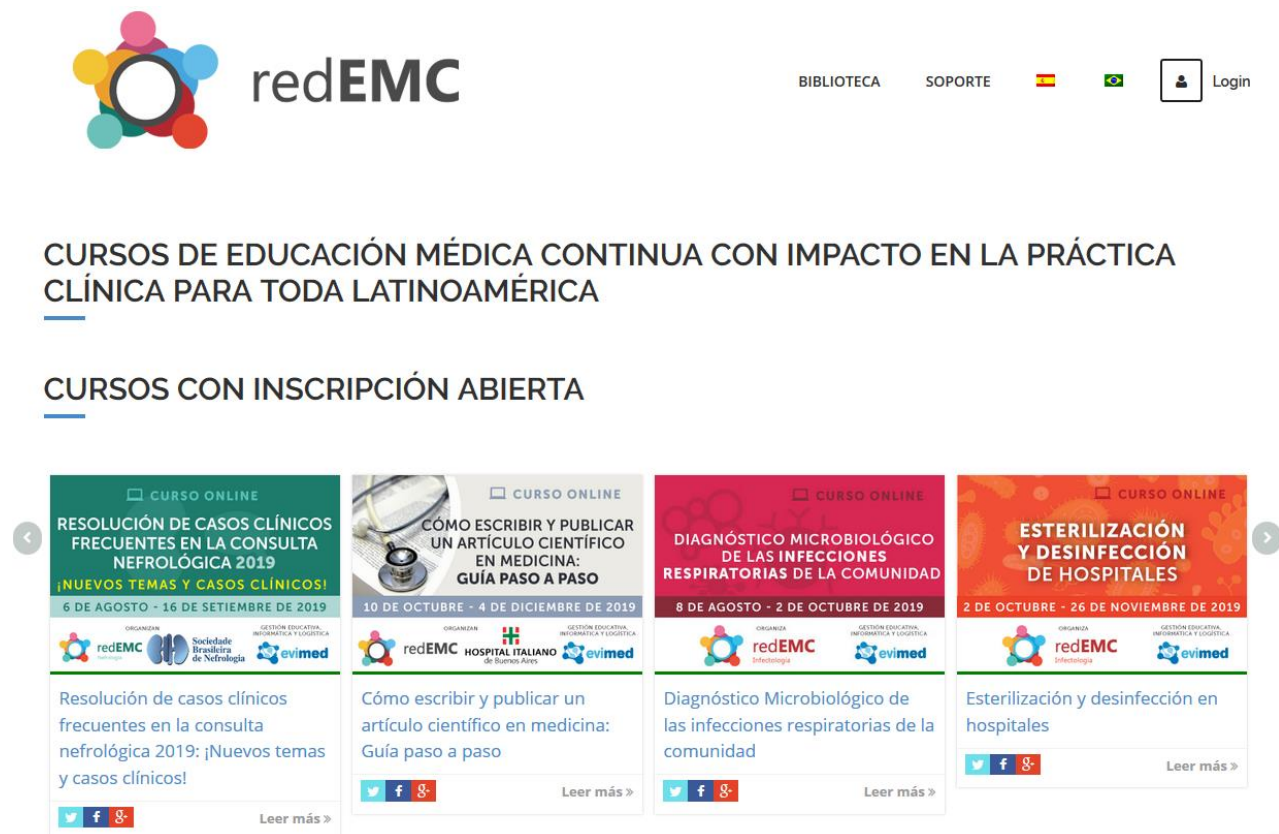 redEMC
BIBLIOTECA
SOPORTE
Login
CURSOS DE EDUCACIÓN MÉDICA CONTINUA CON IMPACTO EN LA PRÁCTICA
CLÍNICA PARA TODA LATINOAMÉRICA
CURSOS CON INSCRIPCIÓN ABIERTA
CURSO ONLINE
RESOLUCIÓN DE CASOS CLÍNICOS
FRECUENTES EN LA CONSULTA
NEFROLÓGICA 2019
¡NUEVOS TEMAS Y CASOS CLÍNICOS!
6 DE AGOSTO - 16 DE SETIEMBRE DE 2019
ORGANIZAN
GESTIÓN EDUCATIVA,
INFORMÁTICA Y LOGÍSTICA
redEMC
Nefrología
Sociedade
Brasileira
de Nefrologia
evimed
Resolución de casos clínicos
frecuentes en la consulta
nefrológica 2019: ¡Nuevos temas
y casos clínicos!
Leer más »
CURSO ONLINE
CÓMO ESCRIBIR Y PUBLICAR
UN ARTÍCULO CIENTÍFICO
EN MEDICINA:
GUÍA PASO A PASO
10 DE OCTUBRE - 4 DE DICIEMBRE DE 2019
ORGANIZAN
GESTIÓN EDUCATIVA,
INFORMÁTICA Y LOGÍSTICA
redEMC
HOSPITAL ITALIANO
de Buenos Aires
evimed
Cómo escribir y publicar un
artículo científico en medicina:
Guía paso a paso
Leer más »
CURSO ONLINE
DIAGNÓSTICO MICROBIOLÓGICO
DE LAS INFECCIONES
RESPIRATORIAS DE LA COMUNIDAD
8 DE AGOSTO - 2 DE OCTUBRE DE 2019
ORGANIZA
GESTIÓN EDUCATIVA,
INFORMÁTICA Y LOGÍSTICA
redEMC
Infectología
evimed
Diagnóstico Microbiológico de
las infecciones respiratorias de la
comunidad
Leer más »
CURSO ONLINE
ESTERILIZACIÓN
Y DESINFECCIÓN
DE HOSPITALES
2 DE OCTUBRE - 26 DE NOVIEMBRE DE 2019
ORGANIZA
GESTIÓN EDUCATIVA,
INFORMÁTICA Y LOGÍSTICA
redEMC
Infectología
evimed
Esterilización y desinfección en
hospitales
Leer más »